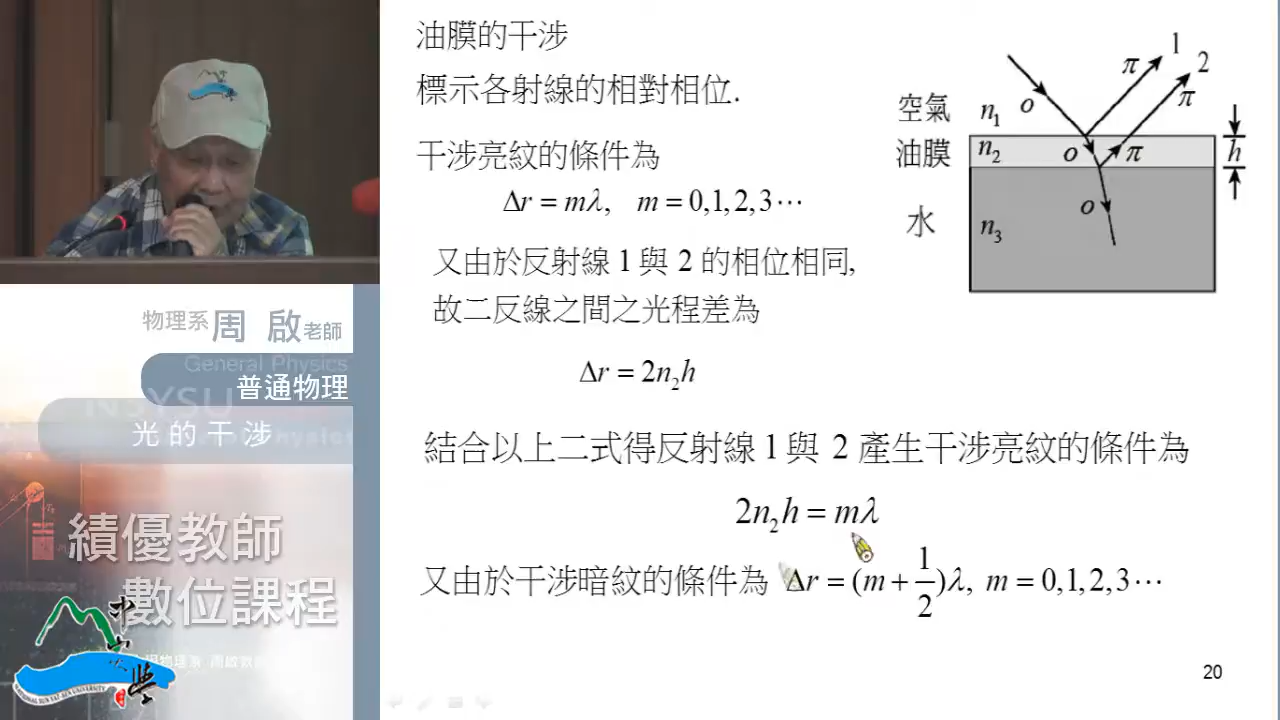 油膜的干涉
標示各射線的相對相位.
干涉亮紋的條件為
Δr = mλ, m = 0,1,2,3⋯
又由於反射線 1 與 2 的相位相同,
故二反線之間之光程差為
Δr = 2n₂h
結合以上二式得反射線 1 與 2 產生干涉亮紋的條件為
2n₂h = mλ
又由於干涉暗紋的條件為 Δr = (m + 1/2)λ, m = 0,1,2,3⋯
空氣 n₁ o π 1 π 2
油膜 n₂ o π h
水 n₃ o
20
物理系 周 啟 老師
General Physics
普通物理
NSYSU
光的干涉
績優教師
數位課程
NATIONAL SUN YAT-SEN UNIVERSITY